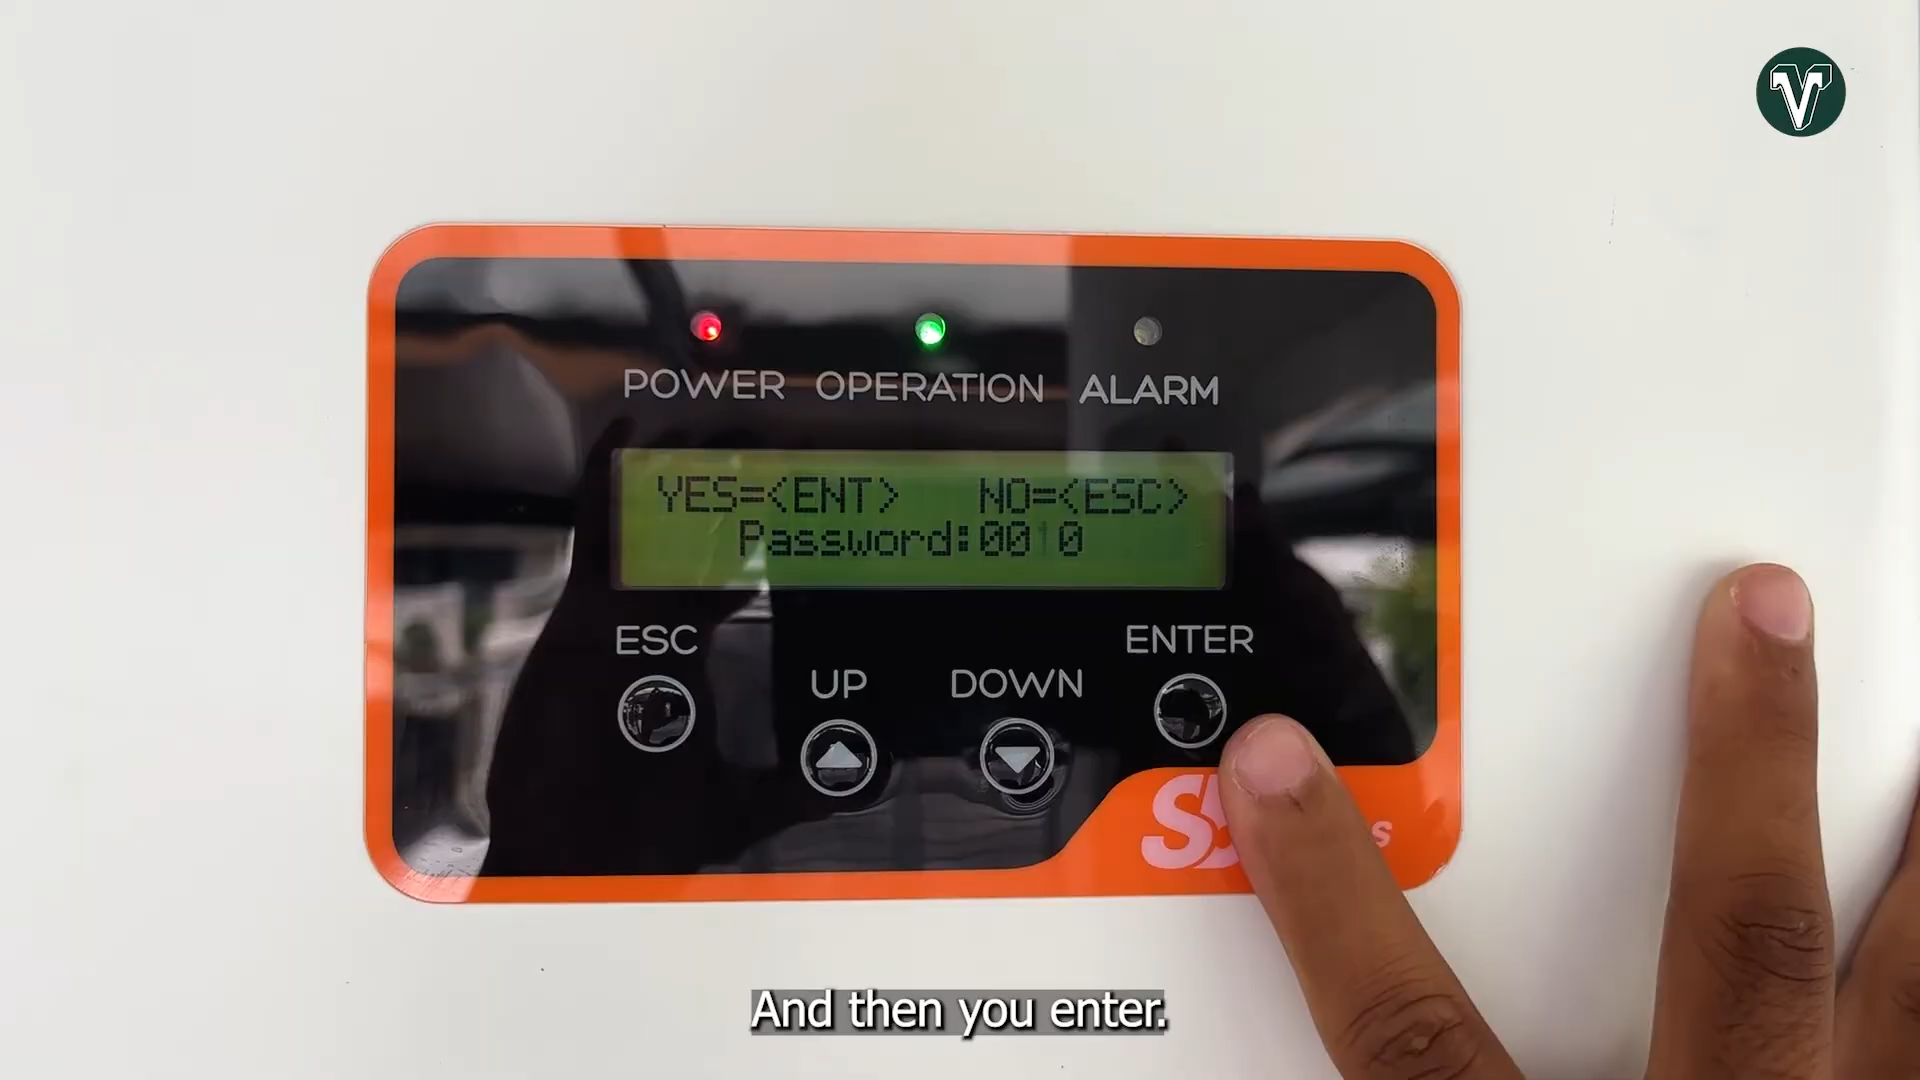 POWER OPERATION ALARM
YES=<ENT> NO=<ESC>
Password:0010
ESC
UP
DOWN
ENTER
And then you enter.